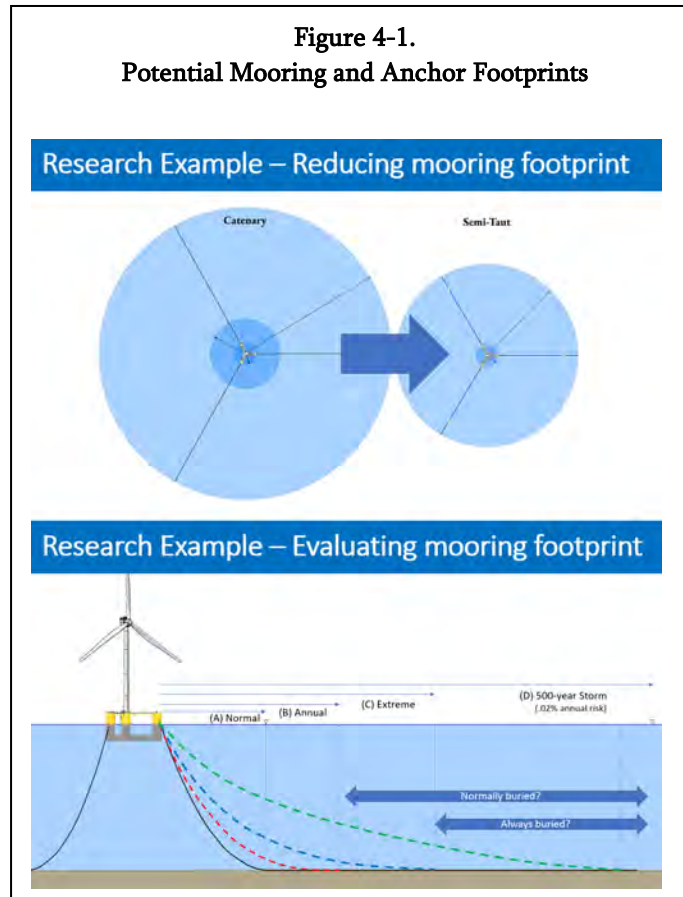 Figure 4-1.
Potential Mooring and Anchor Footprints
Research Example – Reducing mooring footprint
Catenary
Semi-Taut
Research Example – Evaluating mooring footprint
(A) Normal
(B) Annual
(C) Extreme
(D) 500-year Storm
(.02% annual risk)
Normally buried?
Always buried?